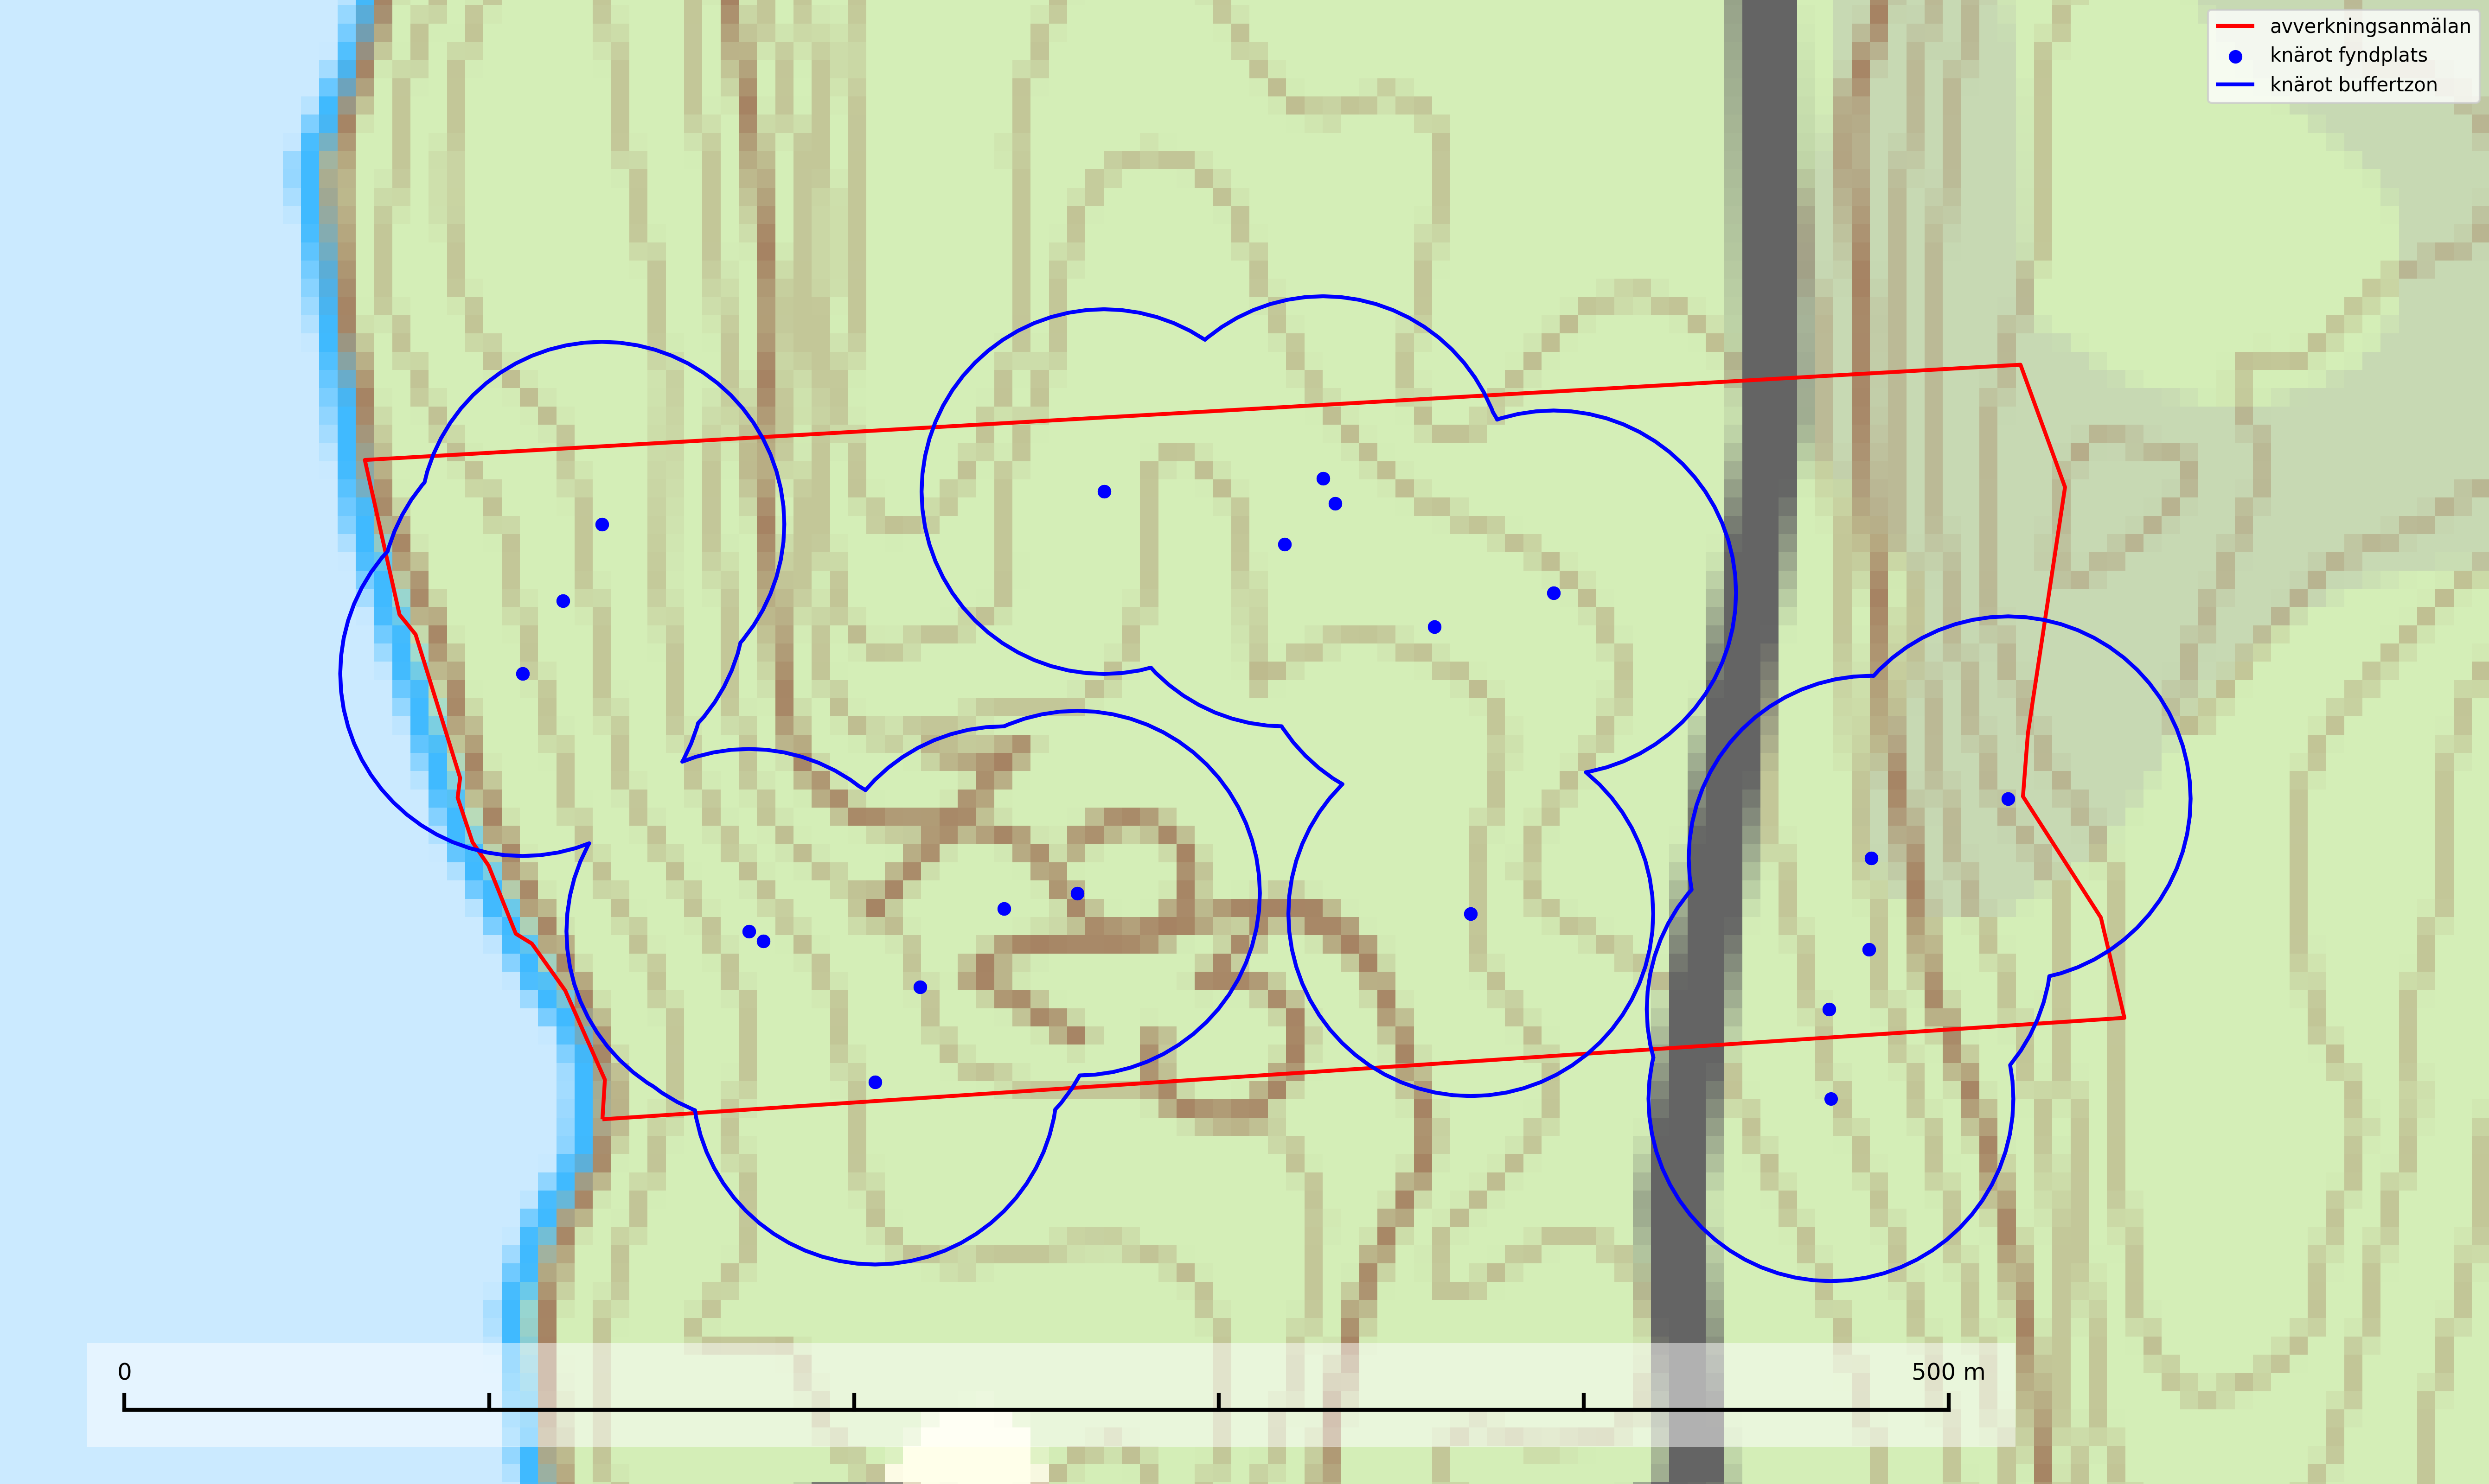 avverkningsanmälan
knärot fyndplats
knärot buffertzon
0
500 m